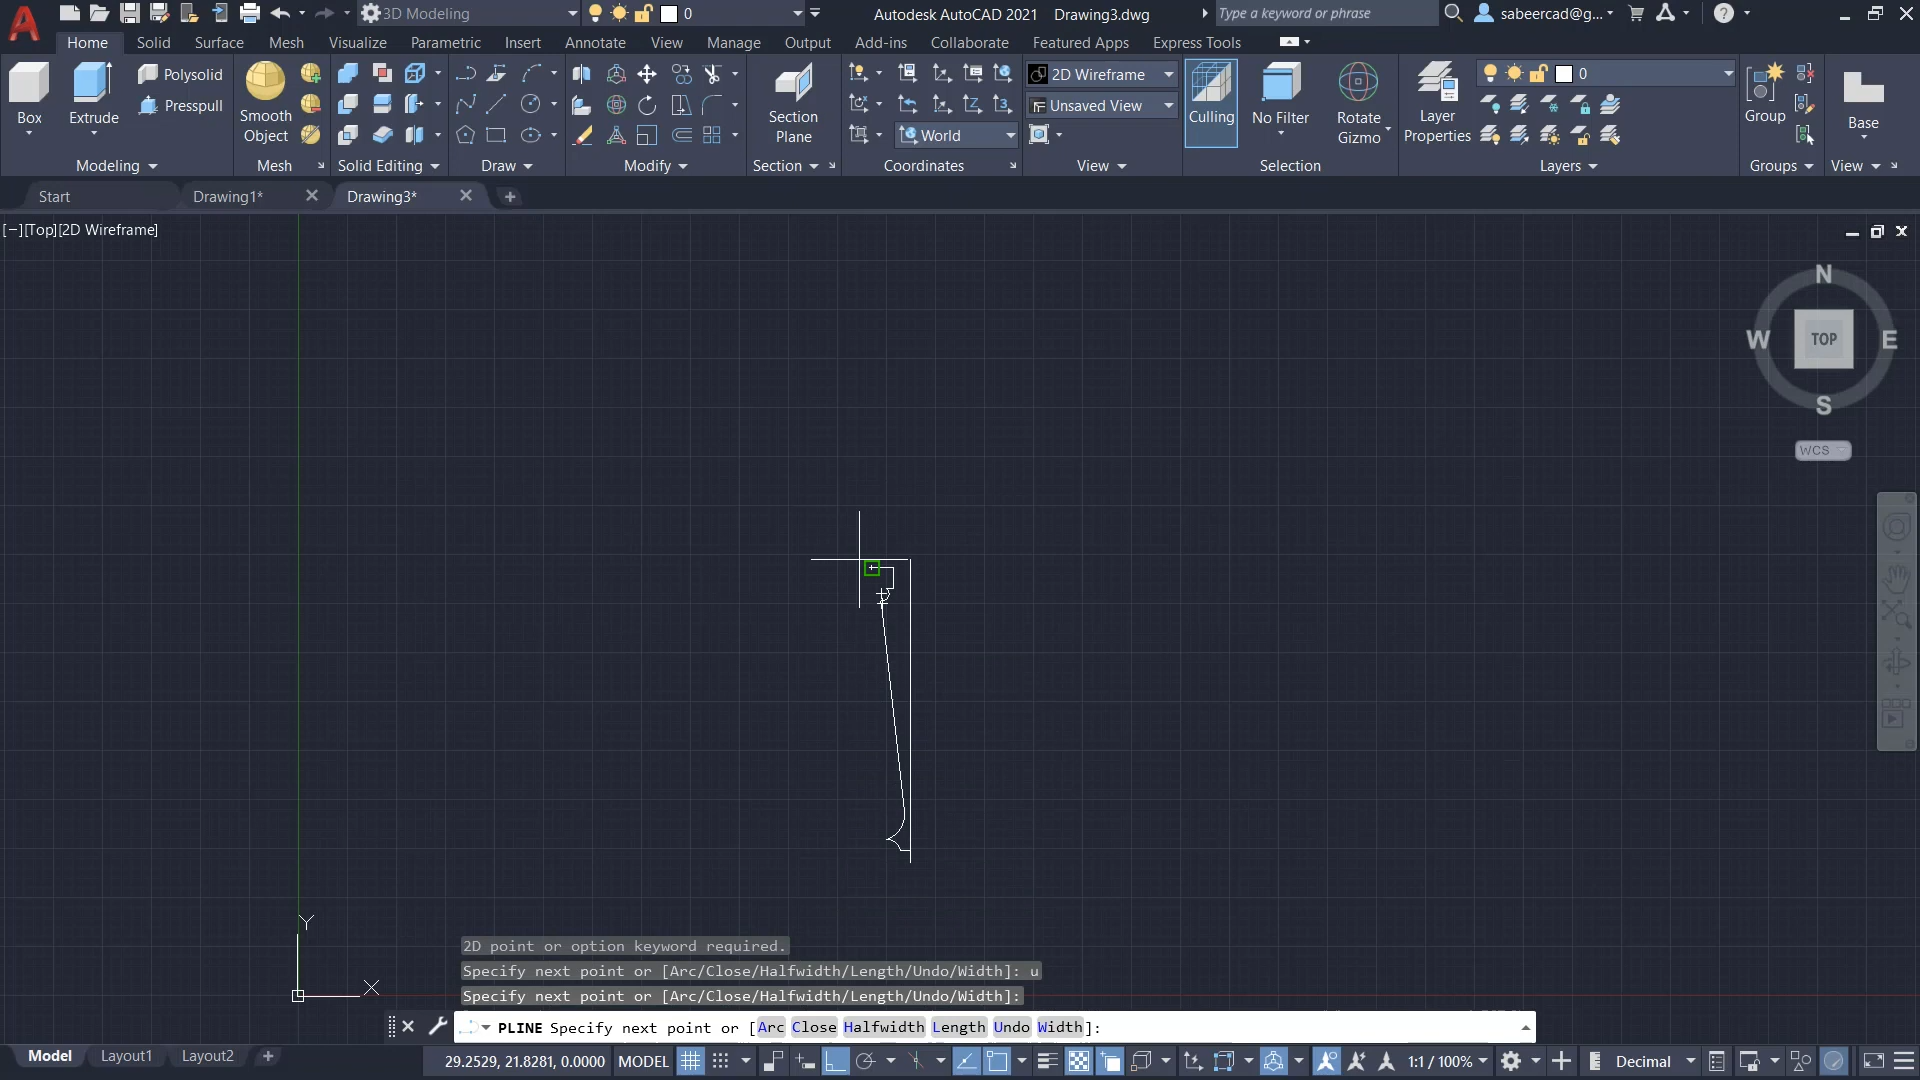 3D Modeling
0
Autodesk AutoCAD 2021 Drawing3.dwg
Type a keyword or phrase
sabeercad@g...
Home Solid Surface Mesh Visualize Parametric Insert Annotate View Manage Output Add-ins Collaborate Featured Apps Express Tools
Box
Extrude
Polysolid
Presspull
Smooth
Object
Section
Plane
World
2D Wireframe
Unsaved View
Culling
No Filter
Rotate
Gizmo
Layer
Properties
0
Group
Base
Modeling Mesh Solid Editing Draw Modify Section Coordinates View Selection Layers Groups View
Start Drawing1* Drawing3*
[−][Top][2D Wireframe]
N
W TOP E
S
WCS
Y
X
2D point or option keyword required.
Specify next point or [Arc/Close/Halfwidth/Length/Undo/Width]: u
Specify next point or [Arc/Close/Halfwidth/Length/Undo/Width]:
PLINE Specify next point or [Arc Close Halfwidth Length Undo Width]:
Model Layout1 Layout2
29.2529, 21.8281, 0.0000 MODEL 1:1 / 100% Decimal